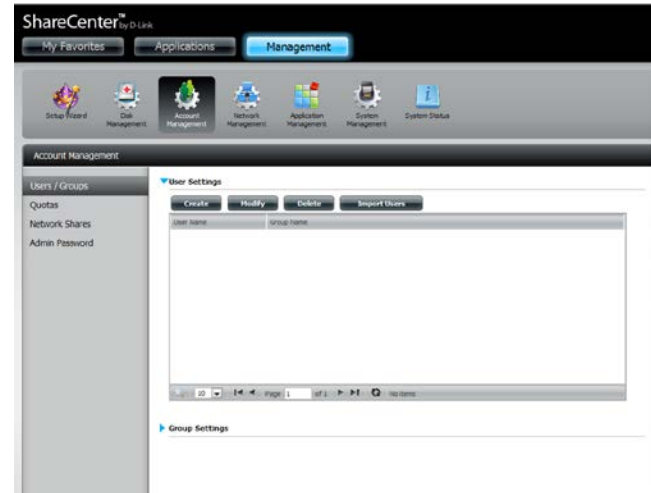 ShareCenter™ by D-Link
My Favorites Applications Management
Setup Wizard Disk Management Account Management Network Management Application Management System Management System Status
Account Management
Users / Groups
Quotas
Network Shares
Admin Password
User Settings
Create Modify Delete Import Users
User Name Group Name
10 Page 1 of 1 No items
Group Settings